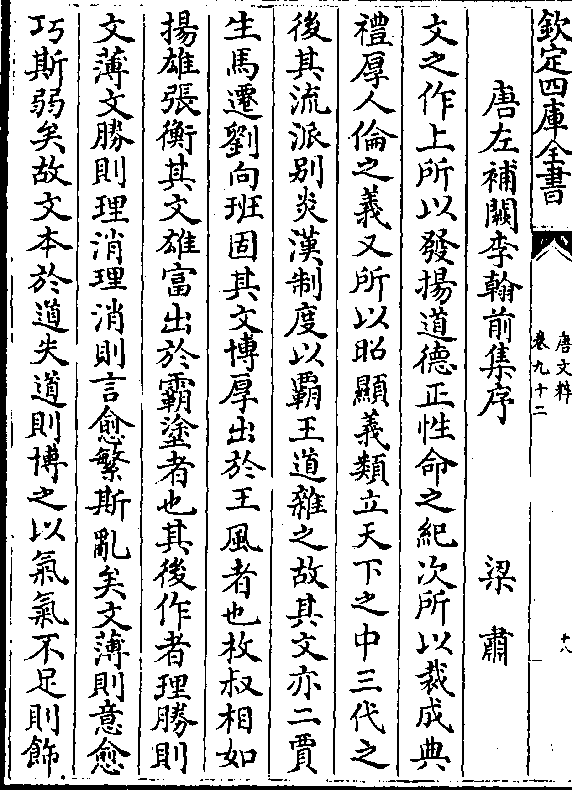 欽定四庫全書
唐文粹
卷九十二
十八
唐左補闕李翰前集序 梁肅
文之作上所以發揚道德正性命之紀次所以裁成典
禮厚人倫之義又所以昭顯義類立天下之中三代之
後其流派别炎漢制度以霸王道雜之故其文亦二賈
生馬遷劉向班固其文博厚出於王風者也枚叔相如
揚雄張衡其文雄富出於霸塗者也其後作者理勝則
文薄文勝則理消理消則言愈繁斯亂矣文薄則意愈
巧斯弱矣故文本於道失道則博之以氣氣不足則飾